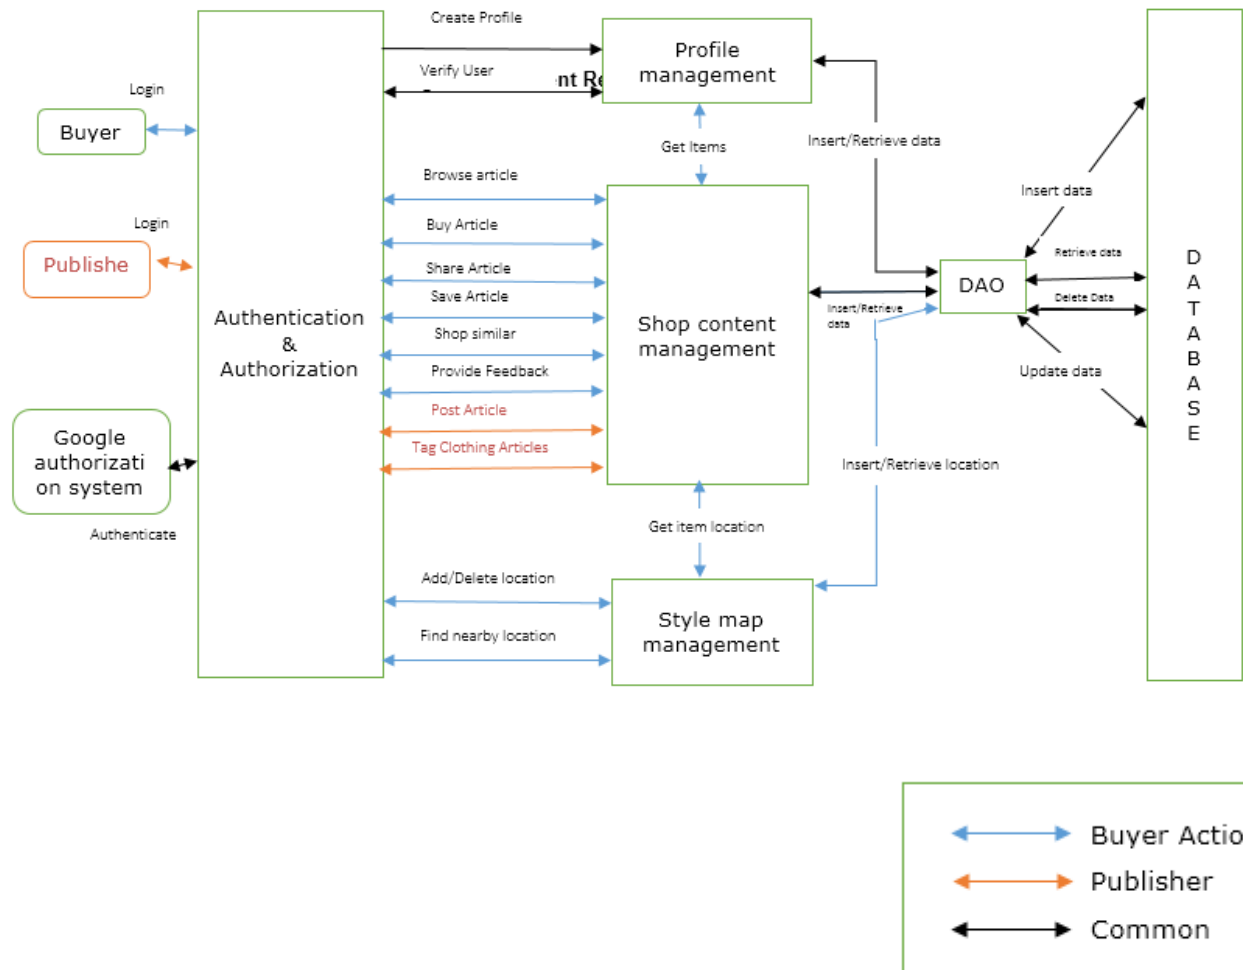 Create Profile
Profile
management
Verify User
nt Re
Login
Buyer
Get Items
Insert/Retrieve data
Browse article
Insert data
Login
Buy Article
Publishe
Share Article
Retrieve data
DAO
Save Article
Delete Data
Authentication
&
Authorization
Shop content
management
Insert/Retrieve
data
Shop similar
Provide Feedback
Update data
D
A
T
A
B
A
S
E
Post Article
Tag Clothing Articles
Google
authorizati
on system
Insert/Retrieve location
Authenticate
Get item location
Add/Delete location
Style map
management
Find nearby location
Buyer Actio
Publisher
Common